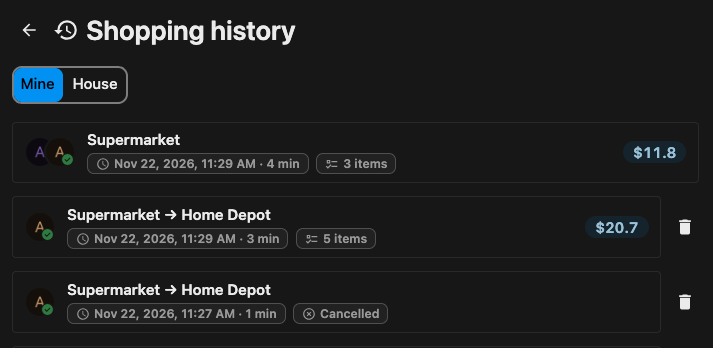 Shopping history
Mine House
A A Supermarket
Nov 22, 2026, 11:29 AM · 4 min 3 items
$11.8
A Supermarket → Home Depot
Nov 22, 2026, 11:29 AM · 3 min 5 items
$20.7
A Supermarket → Home Depot
Nov 22, 2026, 11:27 AM · 1 min Cancelled